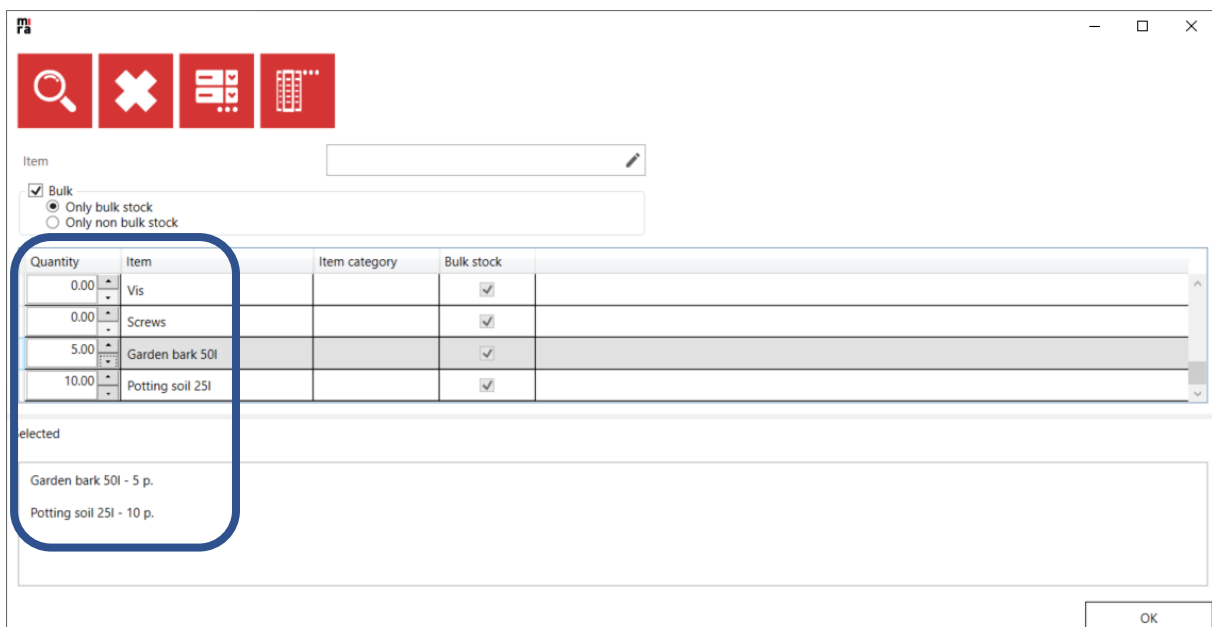 mi
ra
Item
Bulk
Only bulk stock
Only non bulk stock
Quantity Item Item category Bulk stock
0.00 Vis
0.00 Screws
5.00 Garden bark 50l
10.00 Potting soil 25l
elected
Garden bark 50l - 5 p.
Potting soil 25l - 10 p.
OK